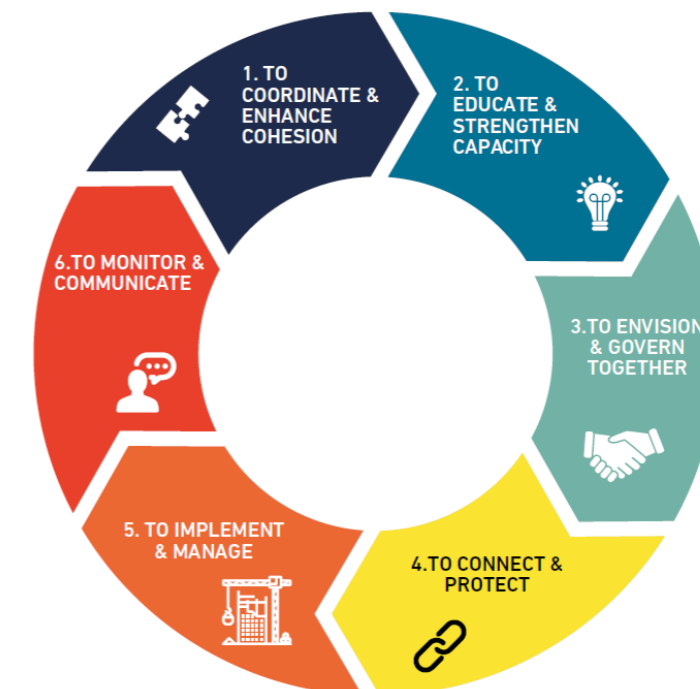 1. TO
COORDINATE &
ENHANCE
COHESION
2. TO
EDUCATE &
STRENGTHEN
CAPACITY
3.TO ENVISION
& GOVERN
TOGETHER
4.TO CONNECT &
PROTECT
5. TO IMPLEMENT
& MANAGE
6.TO MONITOR &
COMMUNICATE